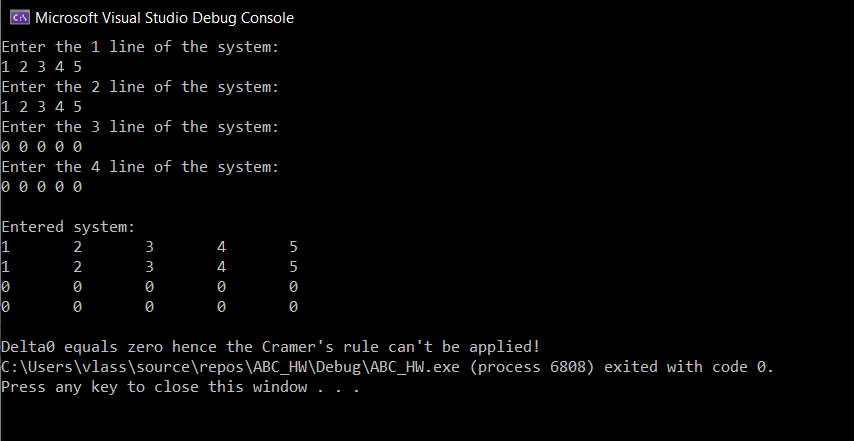 Microsoft Visual Studio Debug Console
Enter the 1 line of the system:
1 2 3 4 5
Enter the 2 line of the system:
1 2 3 4 5
Enter the 3 line of the system:
0 0 0 0 0
Enter the 4 line of the system:
0 0 0 0 0
Entered system:
1 2 3 4 5
1 2 3 4 5
0 0 0 0 0
0 0 0 0 0
Delta0 equals zero hence the Cramer's rule can't be applied!
C:\Users\vlass\source\repos\ABC_HW\Debug\ABC_HW.exe (process 6808) exited with code 0.
Press any key to close this window . . .